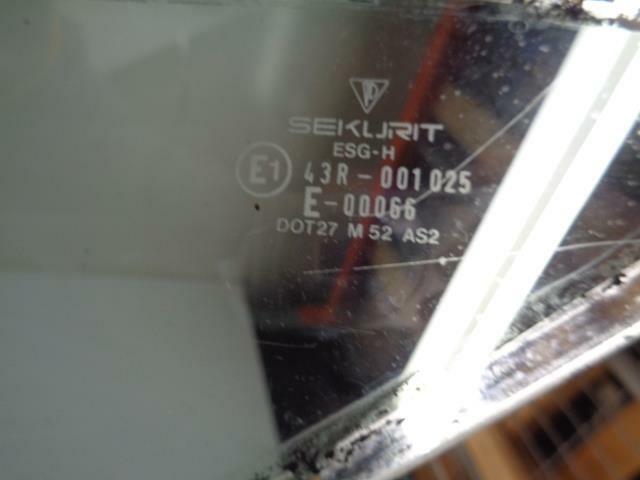 SEKURIT
ESG-H
E1 43R-001025
E-00066
DOT27 M 52 AS2